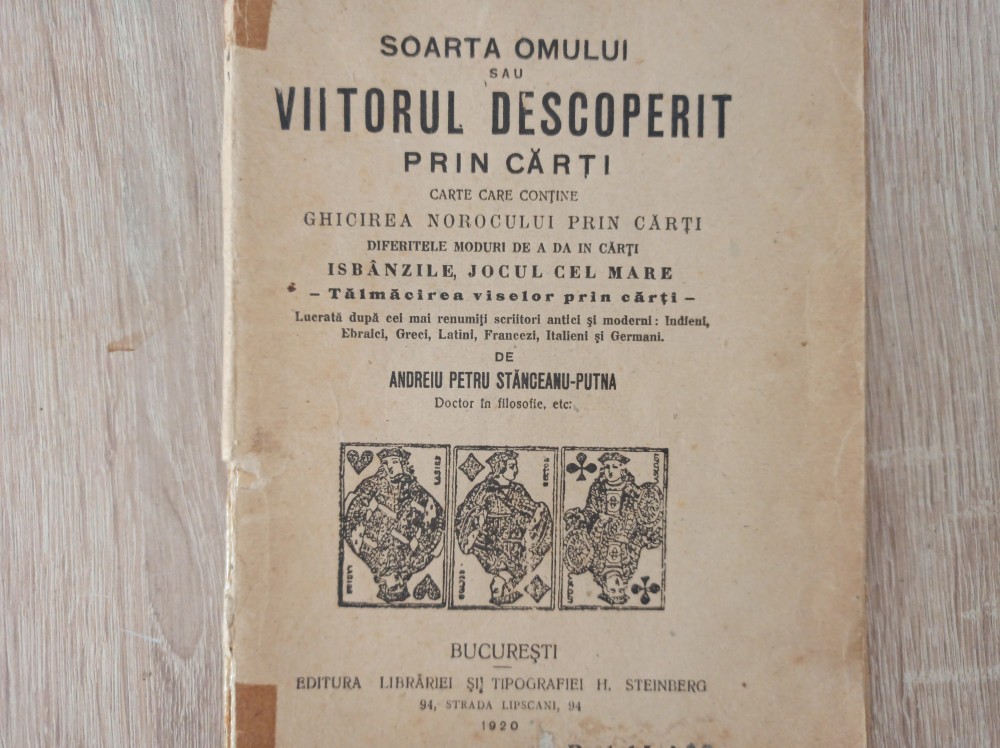 SOARTA OMULUI
SAU
VIITORUL DESCOPERIT
PRIN CĂRȚI
CARTE CARE CONȚINE
GHICIREA NOROCULUI PRIN CĂRȚI
DIFERITELE MODURI DE A DA IN CĂRȚI
ISBÂNZILE, JOCUL CEL MARE
– Tălmăcirea viselor prin cărți –
Lucrată după cei mai renumiți scriitori antici și moderni: Indieni,
Ebraici, Greci, Latini, Francezi, Italieni și Germani.
DE
ANDREIU PETRU STĂNCEANU-PUTNA
Doctor în filosofie, etc:
BUCUREȘTI
EDITURA LIBRĂRIEI ȘI TIPOGRAFIEI H. STEINBERG
94, STRADA LIPSCANI, 94
1920